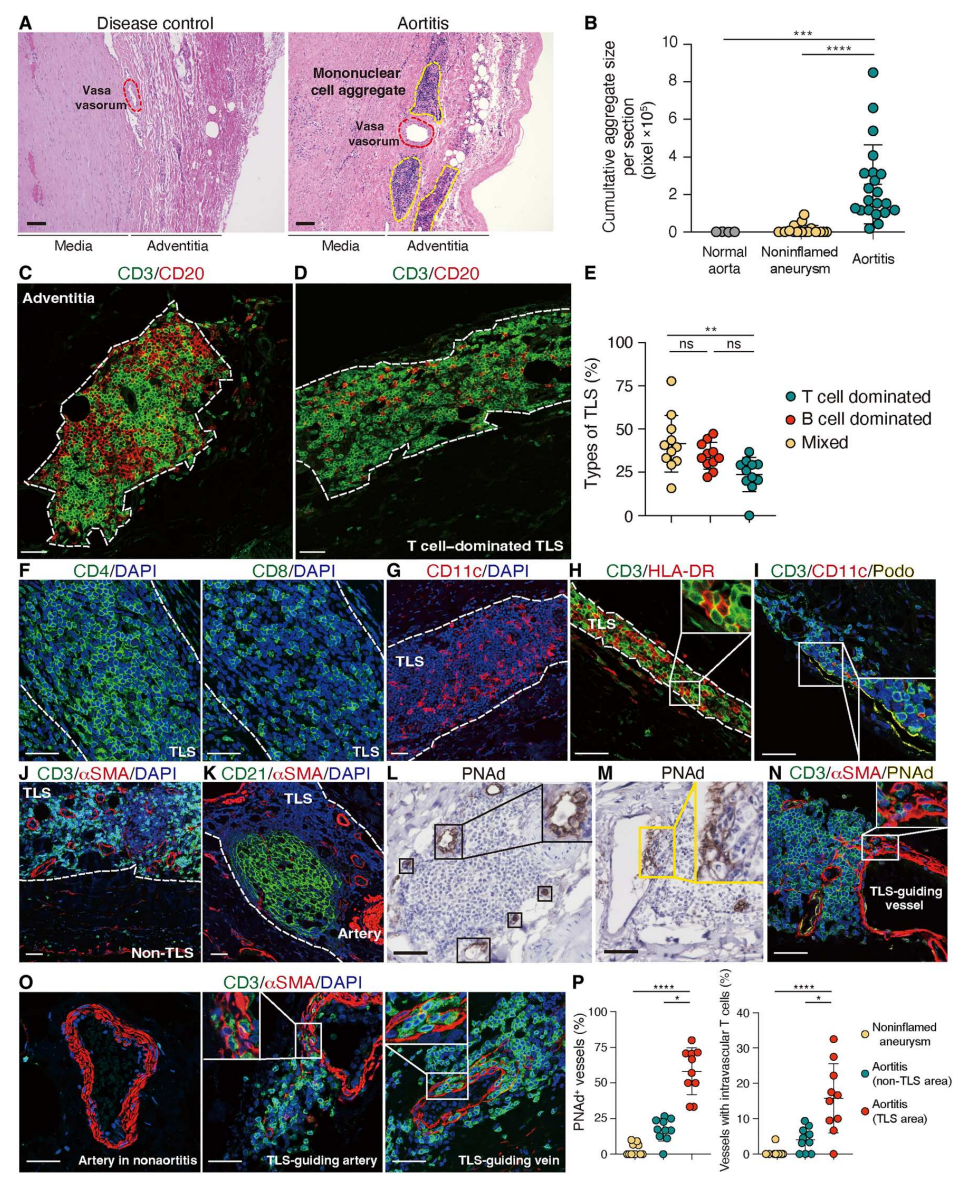 A
Disease control
Aortitis
Vasa
vasorum
Mononuclear
cell aggregate
Vasa
vasorum
Media
Adventitia
Media
Adventitia
B
Cumultative aggregate size
per section
(pixel ×10⁵)
10
8
6
4
2
0
***
****
Normal
aorta
Noninflamed
aneurysm
Aortitis
C
CD3/CD20
Adventitia
D
CD3/CD20
T cell–dominated TLS
E
Types of TLS (%)
100
75
50
25
0
**
ns
ns
T cell dominated
B cell dominated
Mixed
F
CD4/DAPI
TLS
CD8/DAPI
TLS
G
CD11c/DAPI
TLS
H
CD3/HLA-DR
TLS
I
CD3/CD11c/Podo
J
CD3/αSMA/DAPI
TLS
Non-TLS
K
CD21/αSMA/DAPI
TLS
Artery
L
PNAd
M
PNAd
N
CD3/αSMA/PNAd
TLS-guiding
vessel
O
CD3/αSMA/DAPI
Artery in nonaortitis
TLS-guiding artery
TLS-guiding vein
P
PNAd⁺ vessels (%)
100
75
50
25
0
****
*
Vessels with intravascular T cells (%)
40
30
20
10
0
****
*
Noninflamed
aneurysm
Aortitis
(non-TLS area)
Aortitis
(TLS area)